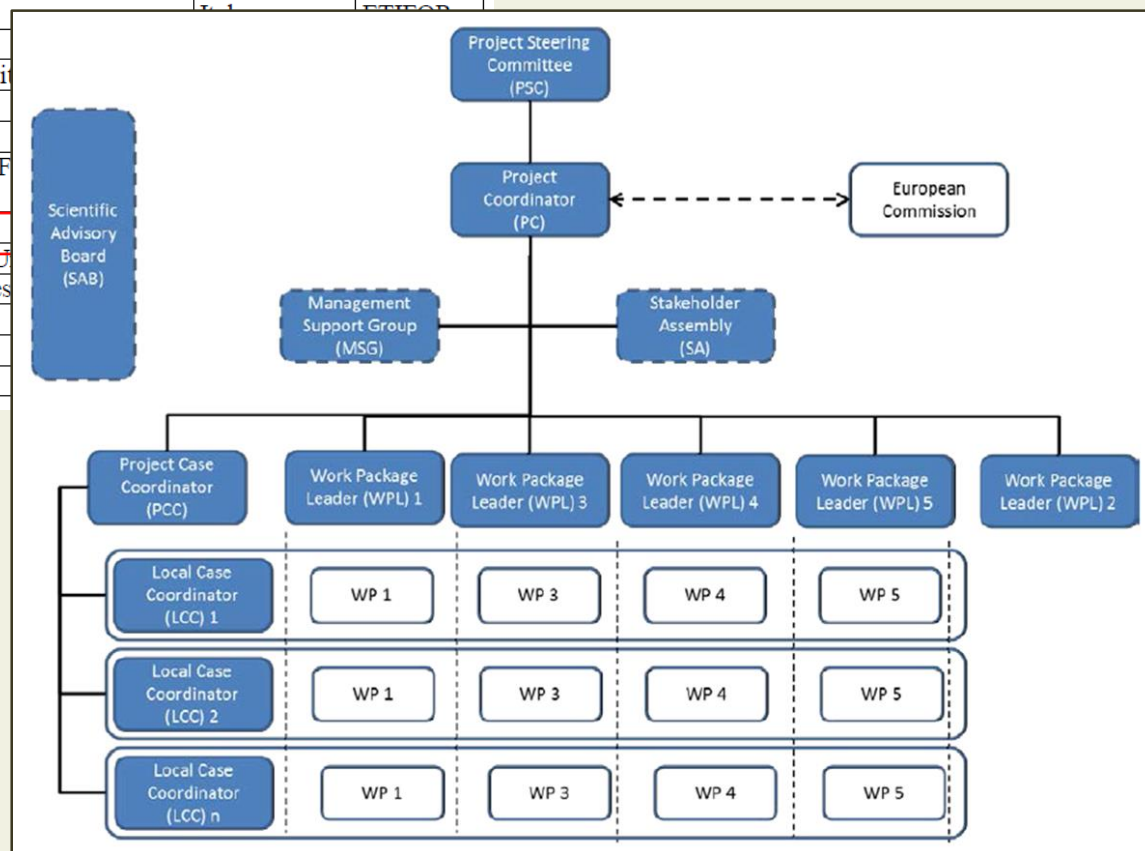 Project Steering
Committee
(PSC)
Project
Coordinator
(PC)
European
Commission
Scientific
Advisory
Board
(SAB)
Management
Support Group
(MSG)
Stakeholder
Assembly
(SA)
Project Case
Coordinator
(PCC)
Work Package
Leader (WPL) 1
Work Package
Leader (WPL) 3
Work Package
Leader (WPL) 4
Work Package
Leader (WPL) 5
Work Package
Leader (WPL) 2
Local Case
Coordinator
(LCC) 1
WP 1
WP 3
WP 4
WP 5
Local Case
Coordinator
(LCC) 2
WP 1
WP 3
WP 4
WP 5
Local Case
Coordinator
(LCC) n
WP 1
WP 3
WP 4
WP 5